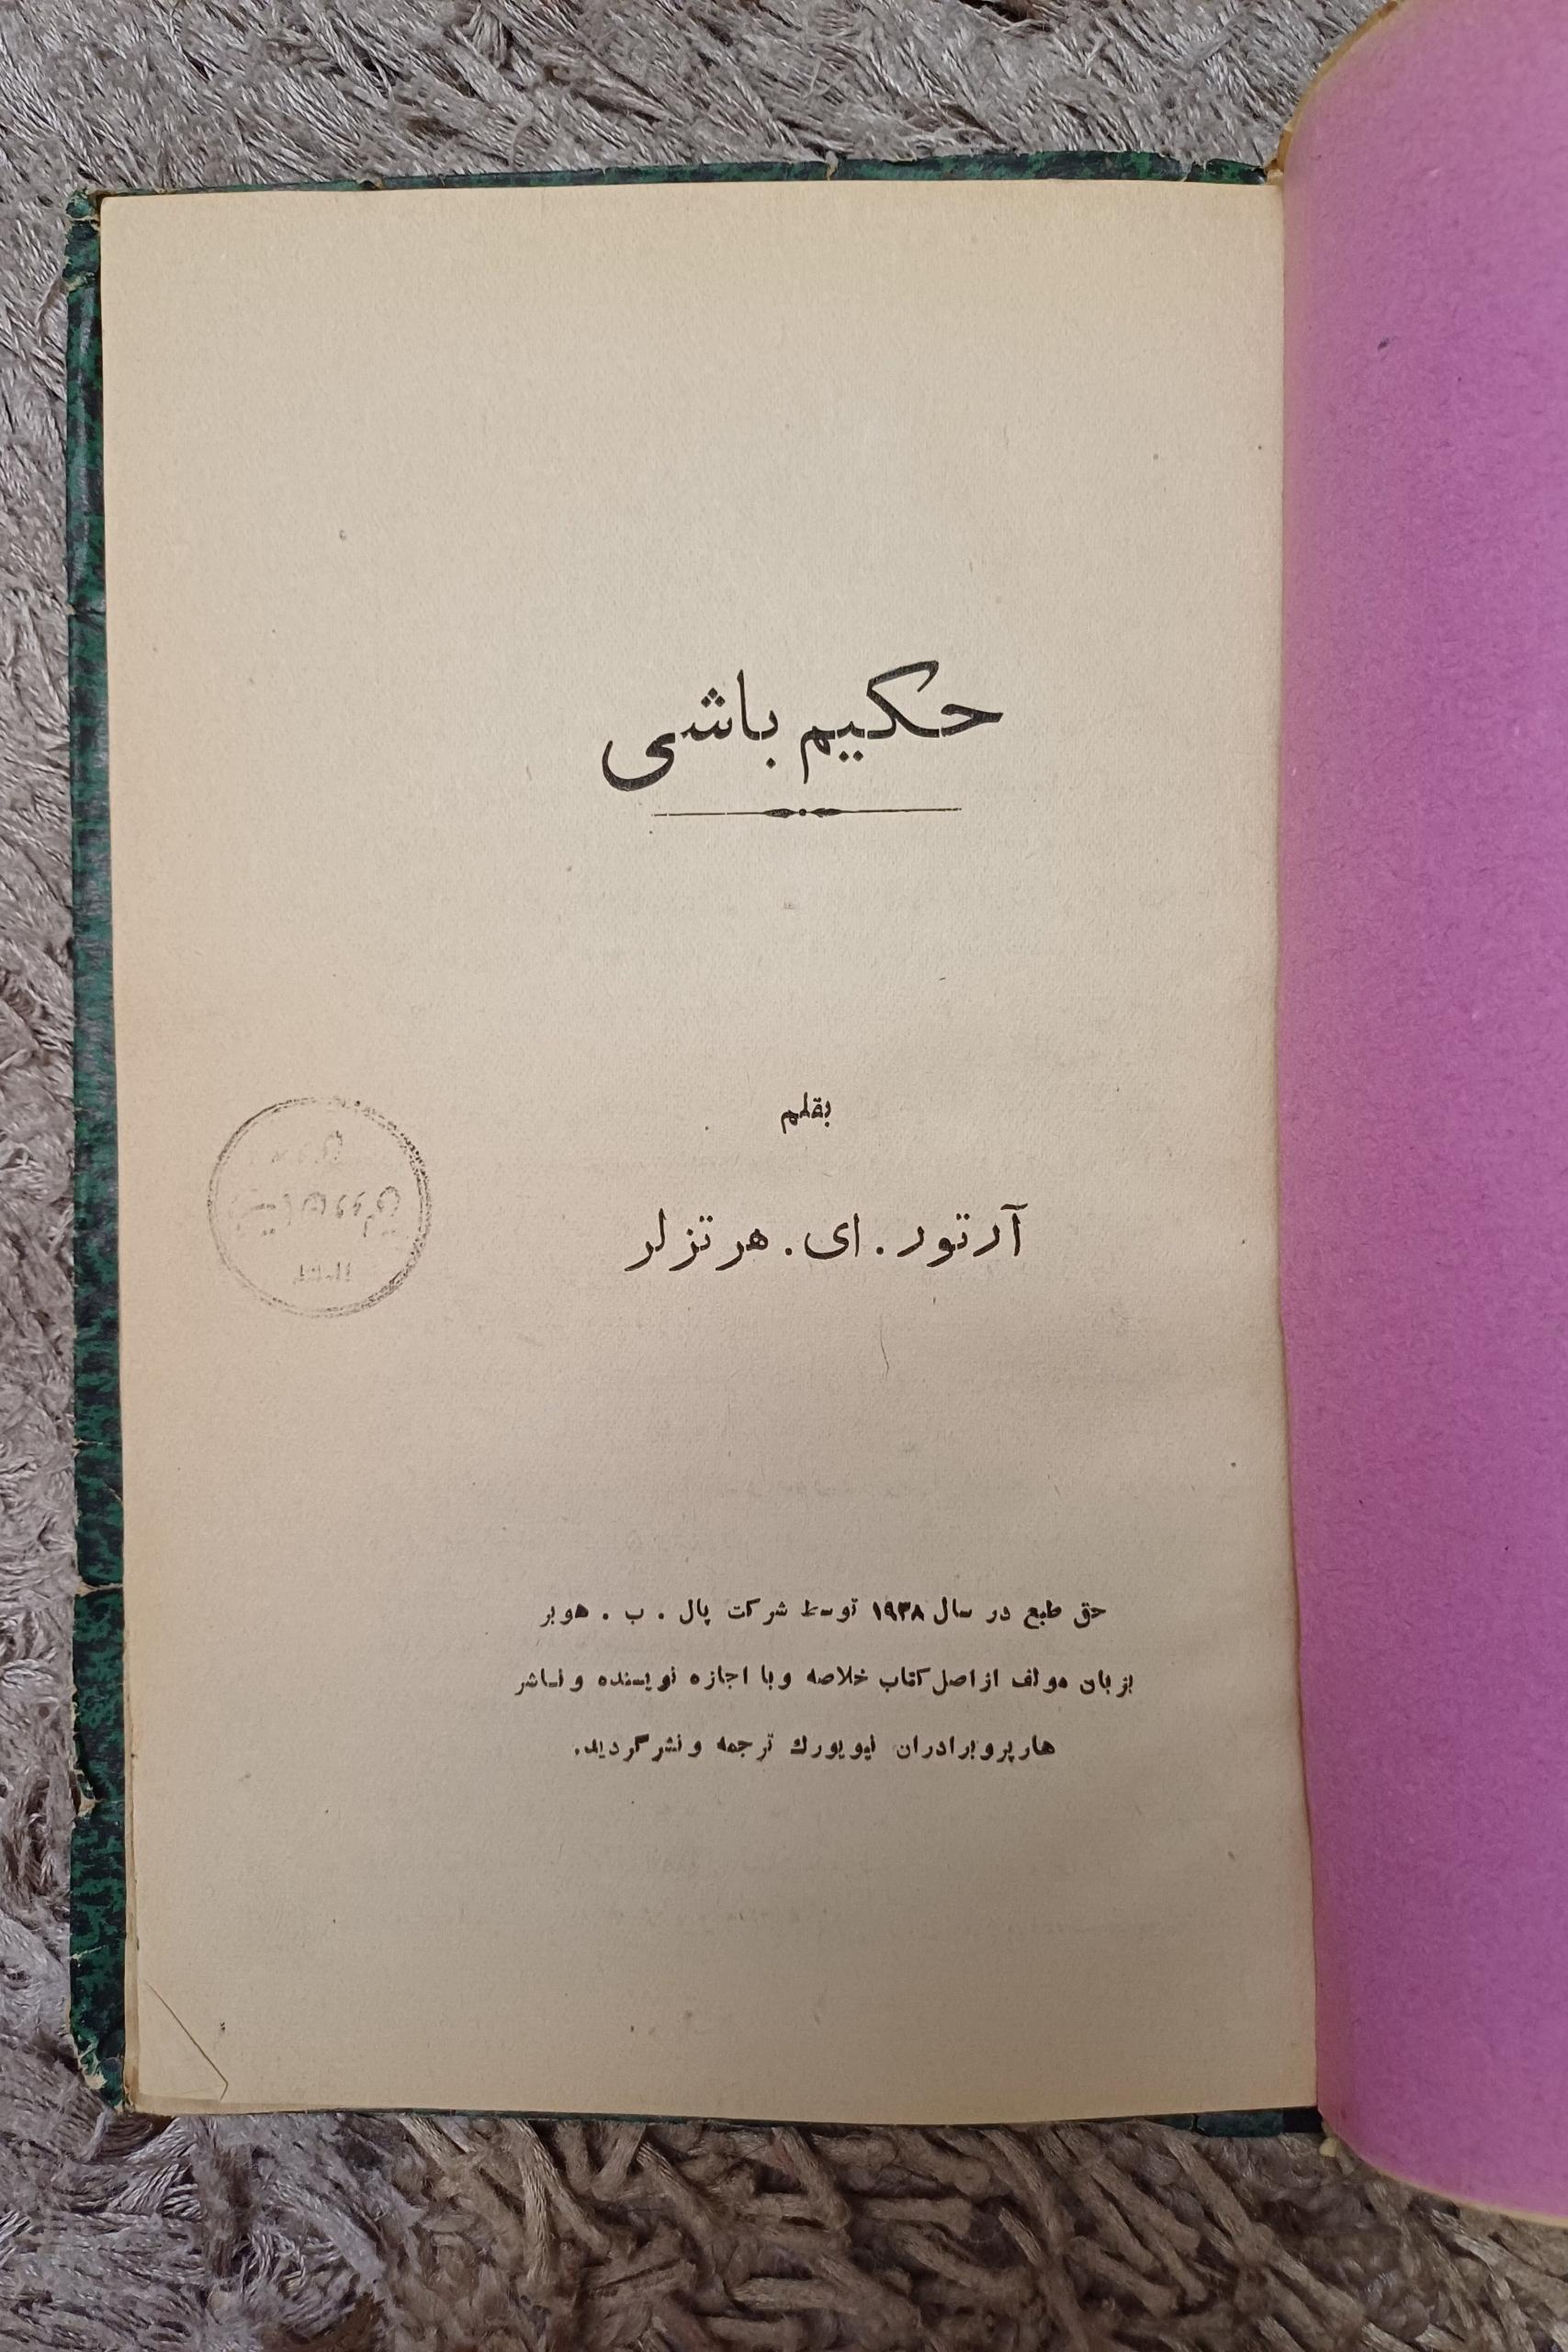 حکیم باشی
بقلم
آرتور . ای . هرتزلر
حق طبع در سال ۱۹۳۸ توسط شرکت پال . ب . هوبر
بزبان مولف از اصل کتاب خلاصه و با اجازه نویسنده و ناشر
هارپر و برادران نیویورك ترجمه و نشر گردید.